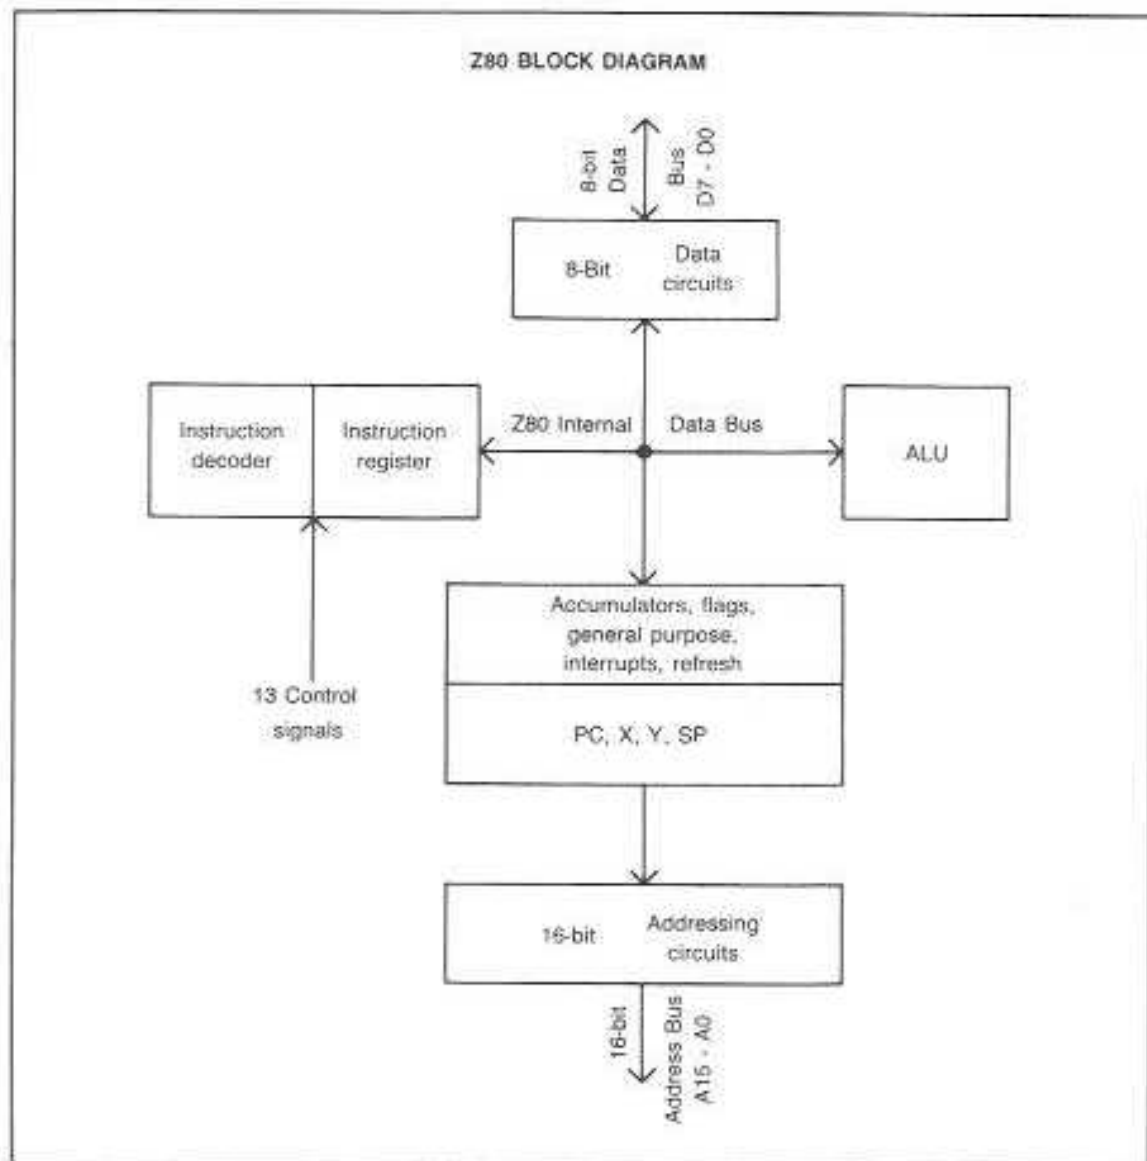 Z80 BLOCK DIAGRAM
8-bit
Data
Bus
D7 - D0
8-Bit
Data
circuits
Instruction
decoder
Instruction
register
Z80 Internal
Data Bus
ALU
Accumulators, flags,
general purpose,
interrupts, refresh
13 Control
signals
PC, X, Y, SP
16-bit
Addressing
circuits
16-bit
Address Bus
A15 - A0